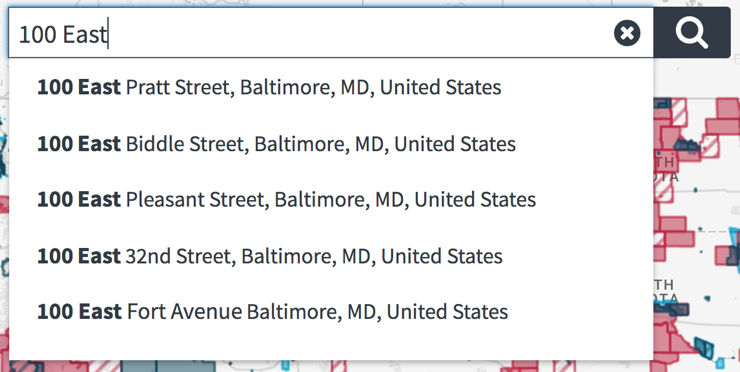 100 East
100 East Pratt Street, Baltimore, MD, United States
100 East Biddle Street, Baltimore, MD, United States
100 East Pleasant Street, Baltimore, MD, United States
100 East 32nd Street, Baltimore, MD, United States
100 East Fort Avenue Baltimore, MD, United States
TH
OTA
TH
OTA